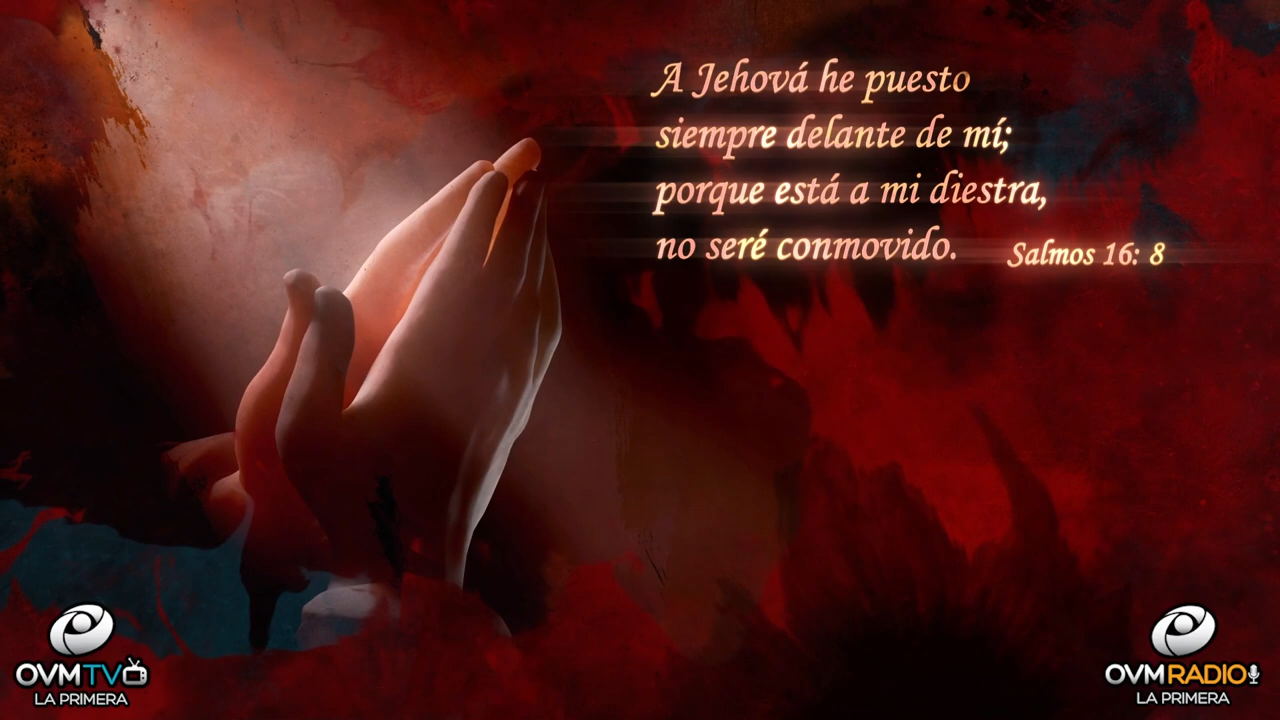 A Jehová he puesto
siempre delante de mí;
porque está a mi diestra,
no seré conmovido.
Salmos 16: 8
OVMTV
LA PRIMERA
OVMRADIO
LA PRIMERA